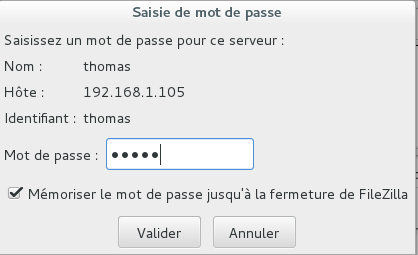 Saisie de mot de passe
Saisissez un mot de passe pour ce serveur :
Nom : thomas
Hôte : 192.168.1.105
Identifiant : thomas
Mot de passe : •••••
Mémoriser le mot de passe jusqu'à la fermeture de FileZilla
Valider Annuler